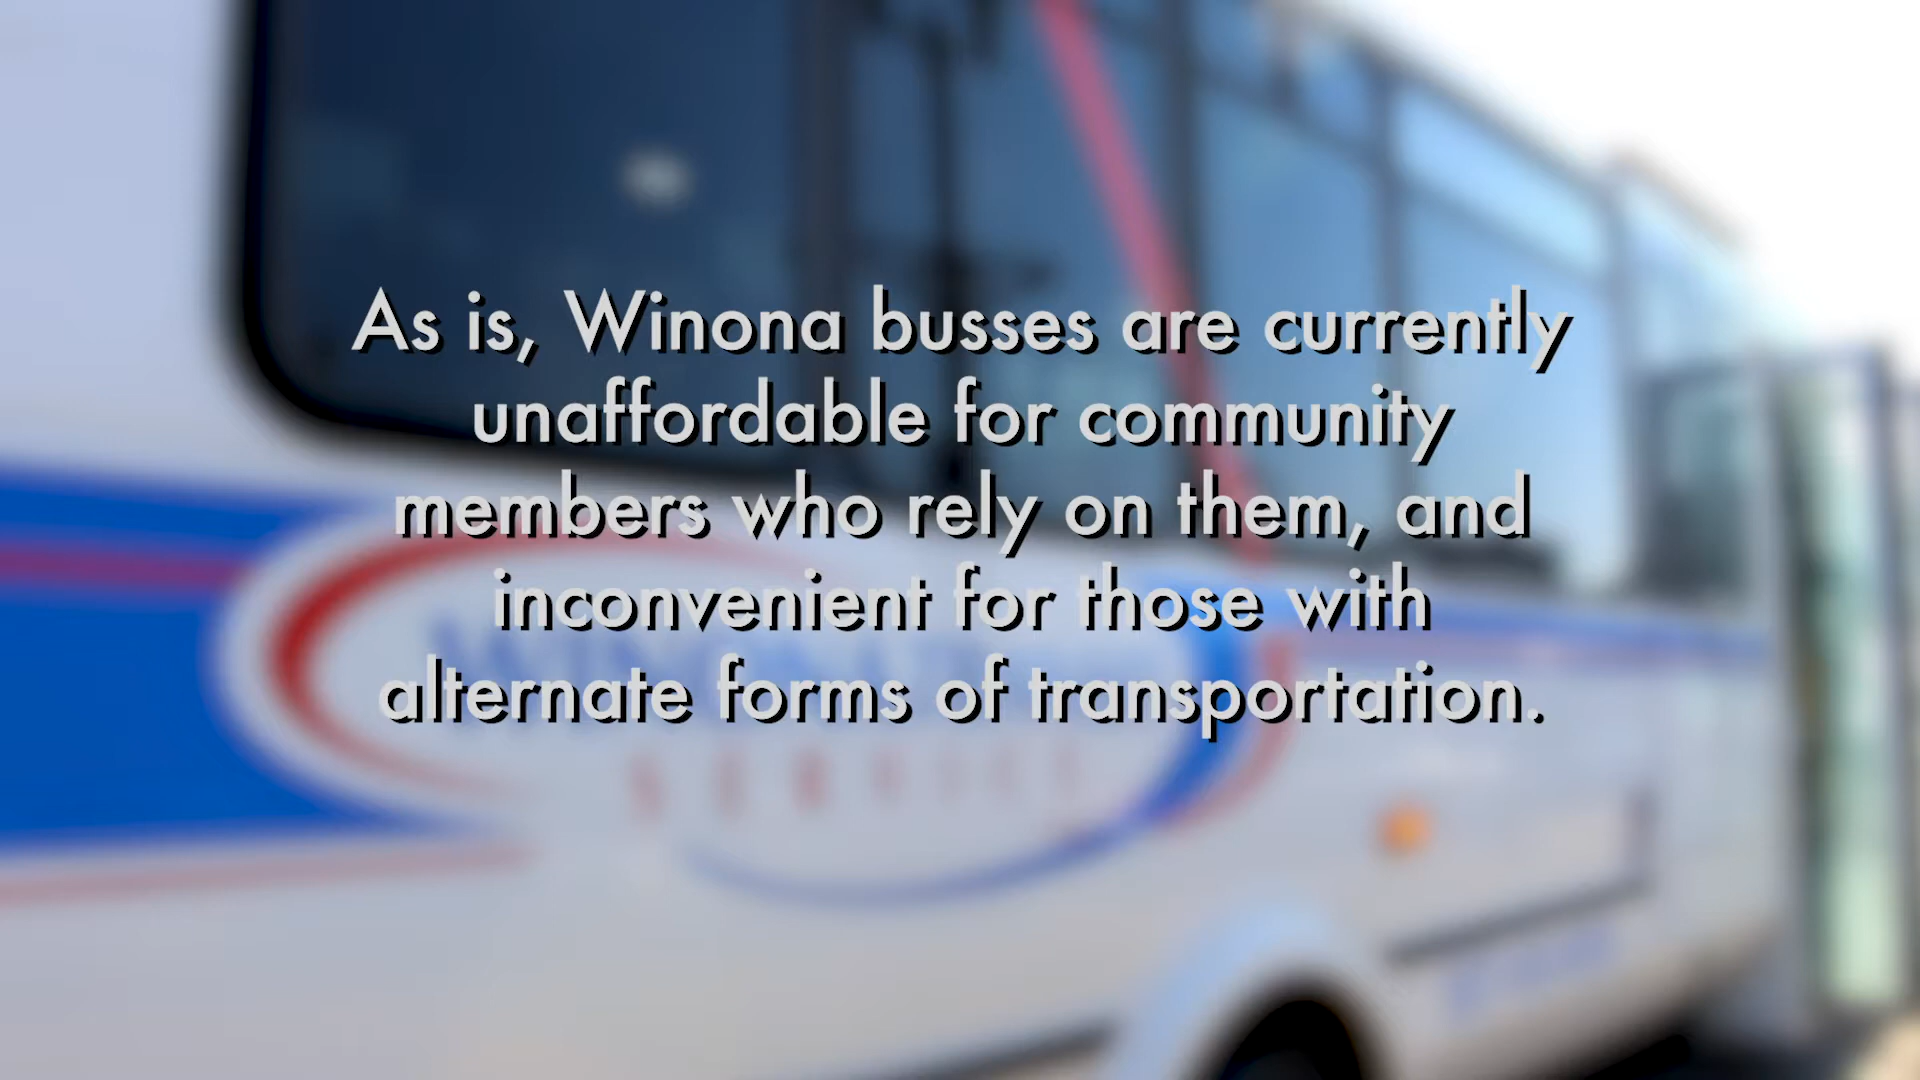 As is, Winona busses are currently
unaffordable for community
members who rely on them, and
inconvenient for those with
alternate forms of transportation.